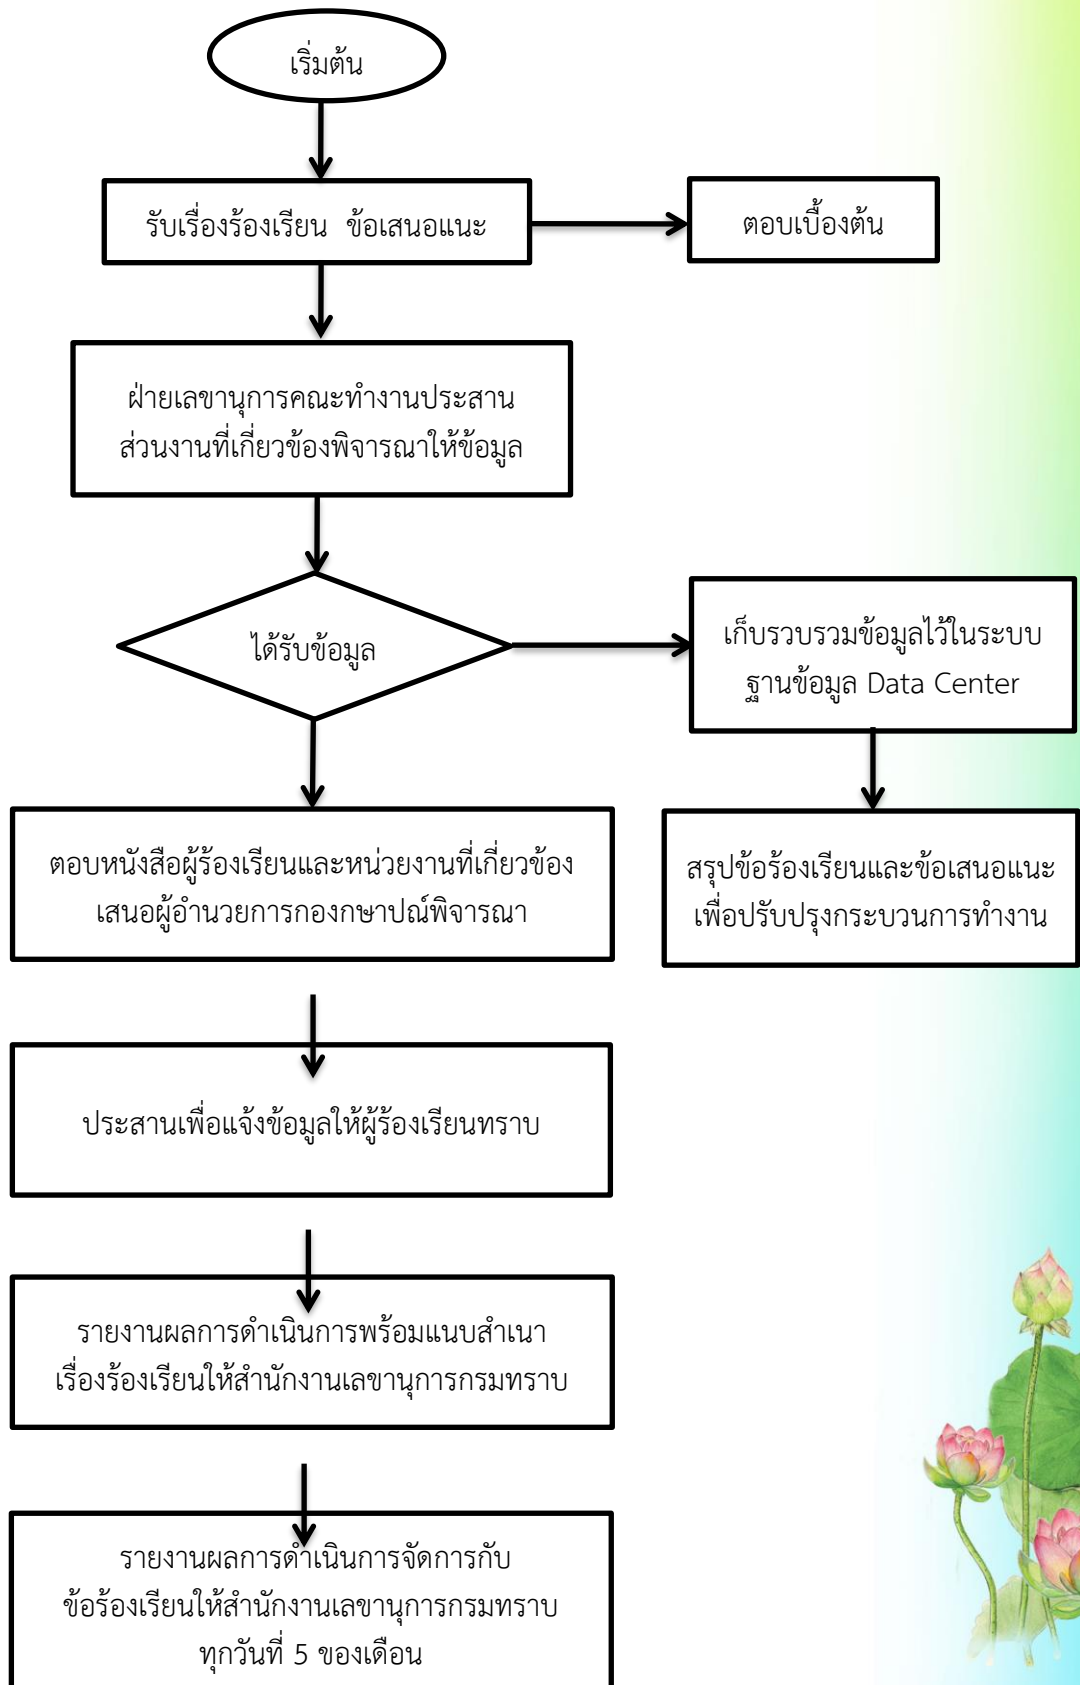 เริ่มต้น
รับเรื่องร้องเรียน ข้อเสนอแนะ
ตอบเบื้องต้น
ฝ่ายเลขานุการคณะทำงานประสาน
ส่วนงานที่เกี่ยวข้องพิจารณาให้ข้อมูล
ได้รับข้อมูล
เก็บรวบรวมข้อมูลไว้ในระบบ
ฐานข้อมูล Data Center
ตอบหนังสือผู้ร้องเรียนและหน่วยงานที่เกี่ยวข้อง
เสนอผู้อำนวยการกองกษาปณ์พิจารณา
สรุปข้อร้องเรียนและข้อเสนอแนะ
เพื่อปรับปรุงกระบวนการทำงาน
ประสานเพื่อแจ้งข้อมูลให้ผู้ร้องเรียนทราบ
รายงานผลการดำเนินการพร้อมแนบสำเนา
เรื่องร้องเรียนให้สำนักงานเลขานุการกรมทราบ
รายงานผลการดำเนินการจัดการกับ
ข้อร้องเรียนให้สำนักงานเลขานุการกรมทราบ
ทุกวันที่ 5 ของเดือน